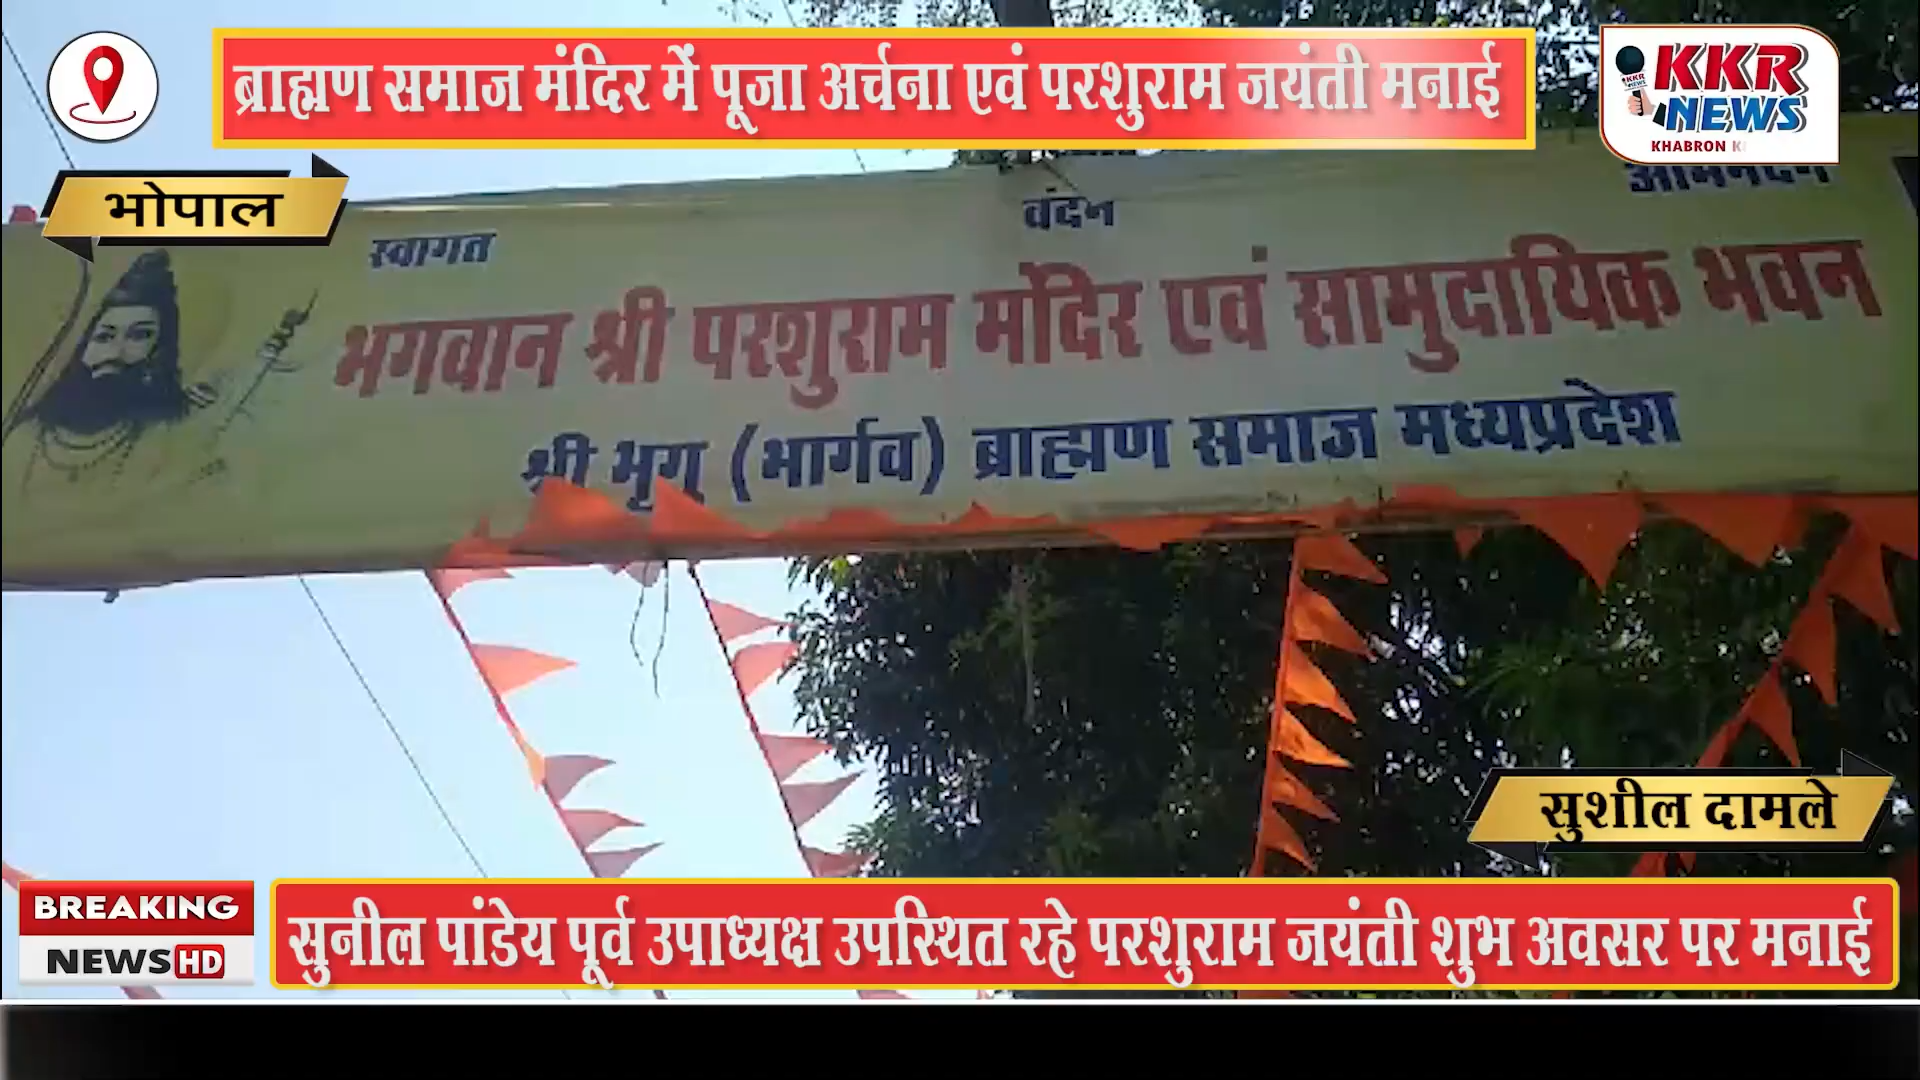 ब्राह्मण समाज मंदिर में पूजा अर्चना एवं परशुराम जयंती मनाई
KKR
NEWS
KHABRON K
भोपाल
स्वागत
वंदन
भगवान श्री परशुराम मंदिर एवं सामुदायिक भवन
श्री भृगु (भार्गव) ब्राह्मण समाज मध्यप्रदेश
सुशील दामले
BREAKING
NEWS HD
सुनील पांडेय पूर्व उपाध्यक्ष उपस्थित रहे परशुराम जयंती शुभ अवसर पर मनाई